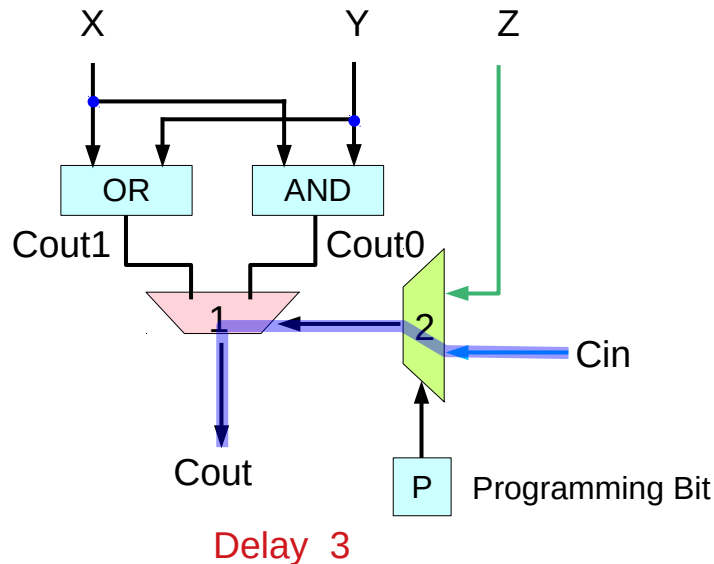 X Y Z
OR AND
Cout1 Cout0
1 2
Cin
Cout
P Programming Bit
Delay 3